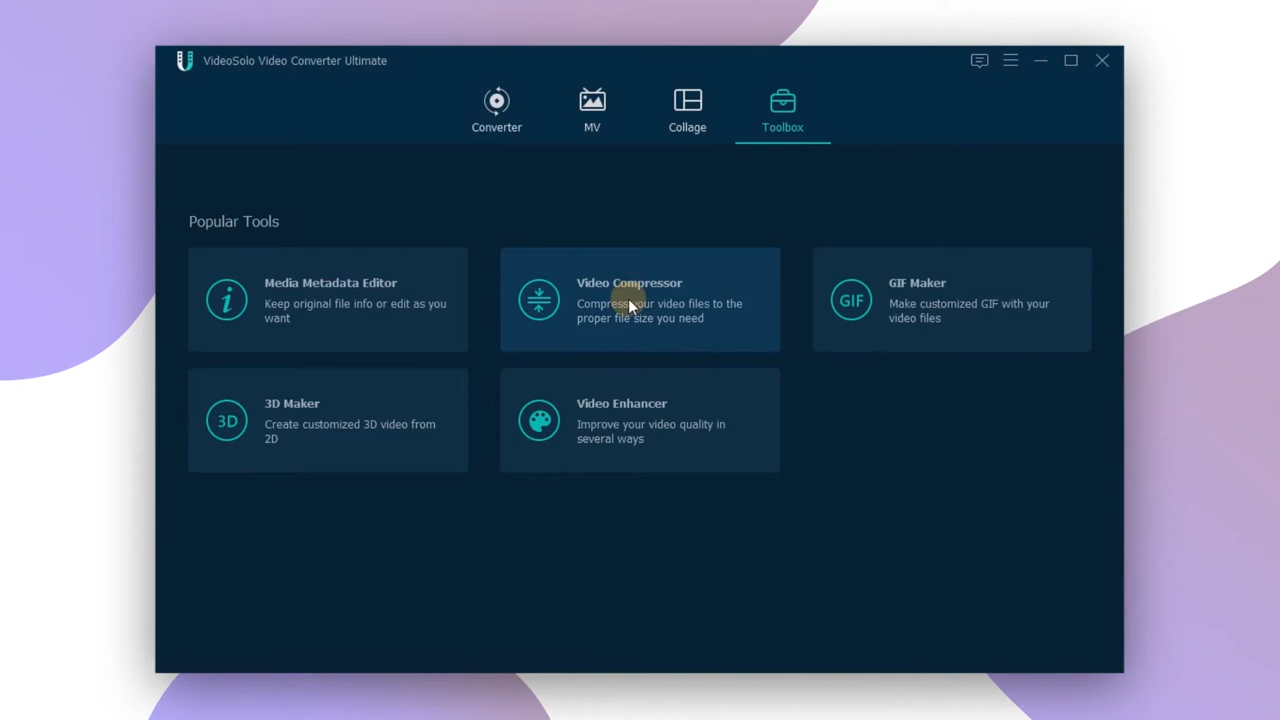 VideoSolo Video Converter Ultimate
Converter
MV
Collage
Toolbox
Popular Tools
Media Metadata Editor
Keep original file info or edit as you
want
Video Compressor
Compress your video files to the
proper file size you need
GIF
GIF Maker
Make customized GIF with your
video files
3D
3D Maker
Create customized 3D video from
2D
Video Enhancer
Improve your video quality in
several ways